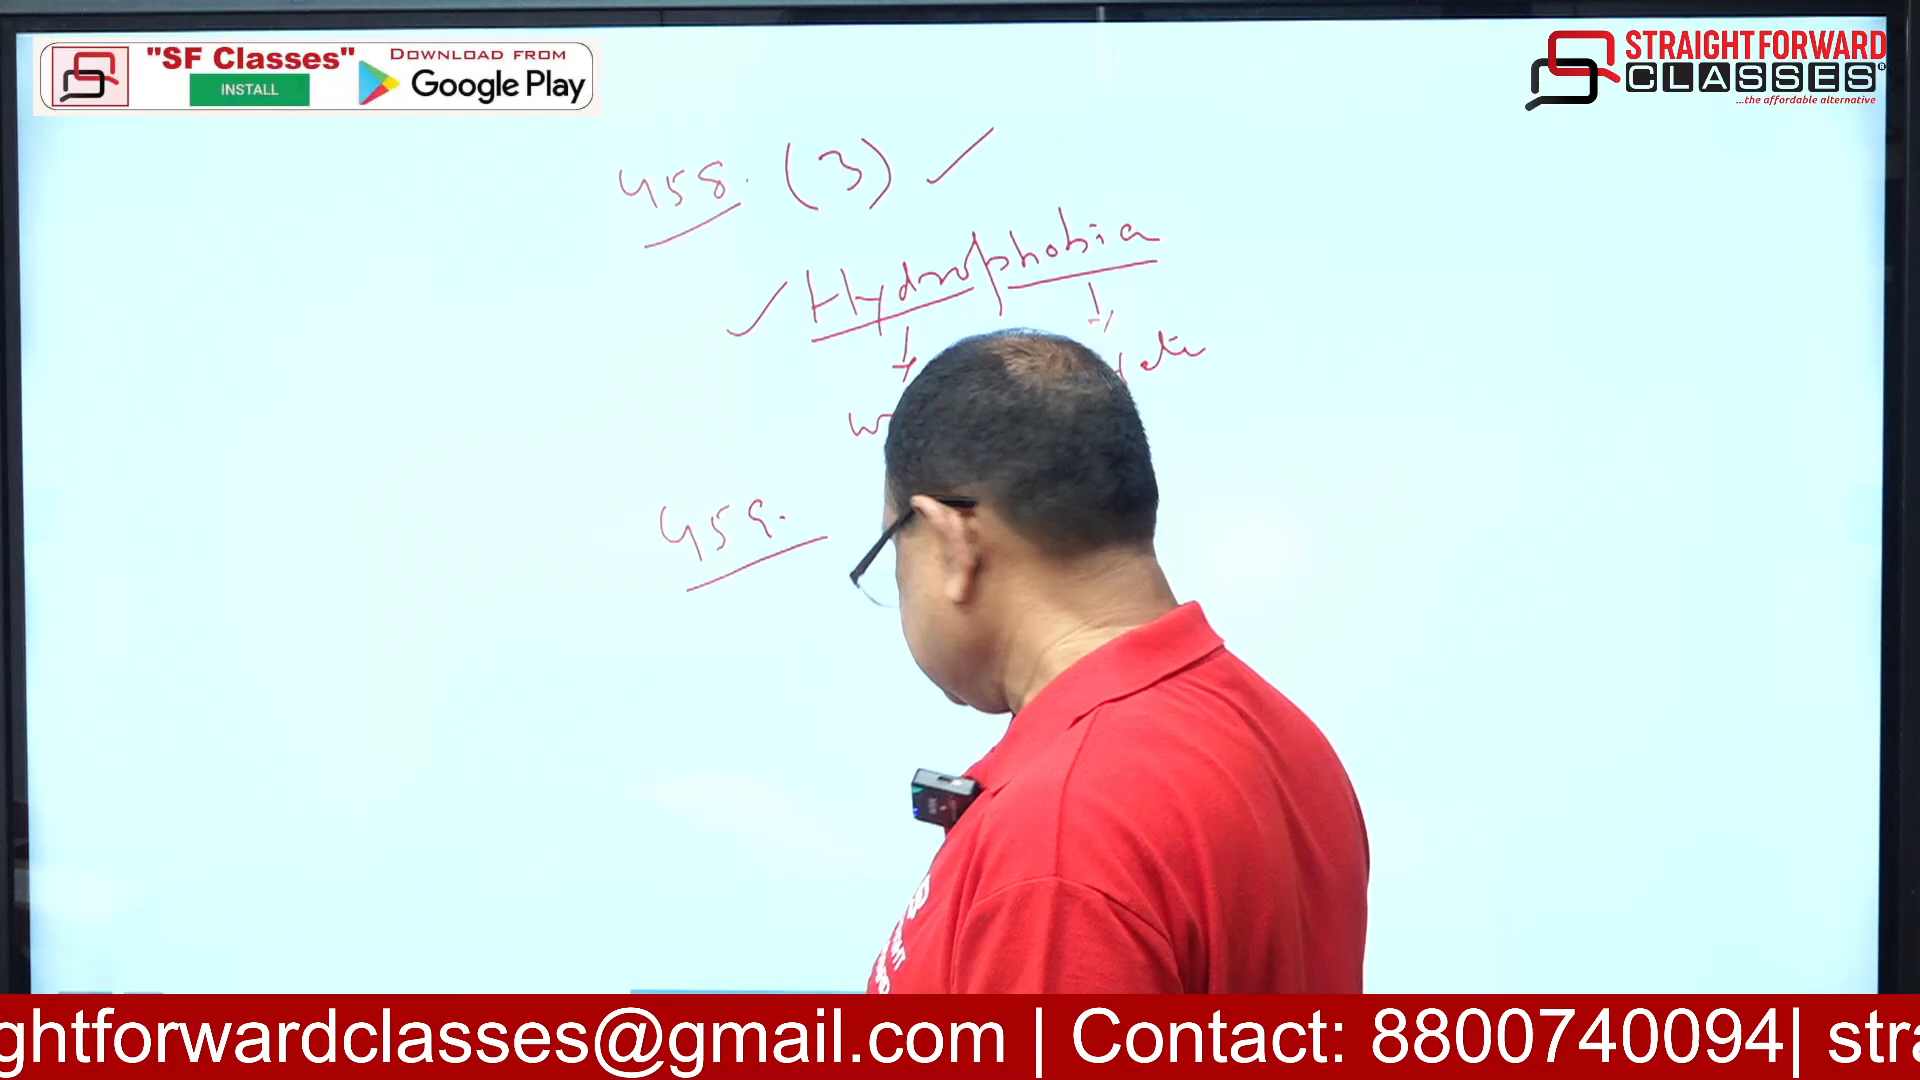 "SF Classes"
INSTALL
DOWNLOAD FROM
Google Play
STRAIGHT FORWARD
CLASSES®
...the affordable alternative
458. (3) ✓
✓ Hydrophobia
459.
ghtforwardclasses@gmail.com | Contact: 8800740094| stra